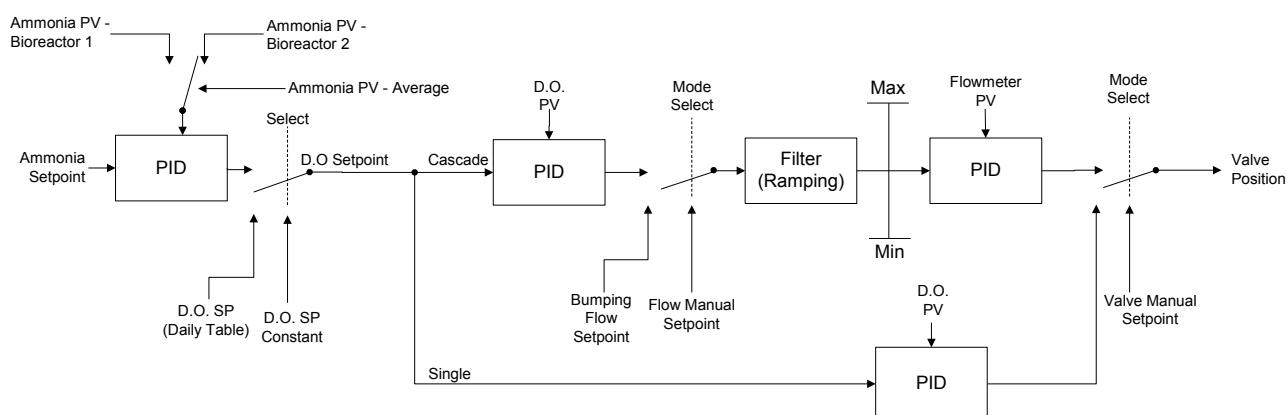 Ammonia PV -
Bioreactor 1
Ammonia PV -
Bioreactor 2
Ammonia PV - Average
Select
Ammonia
Setpoint
PID
D.O Setpoint
Cascade
D.O.
PV
PID
Mode
Select
Filter
(Ramping)
Max
Min
Flowmeter
PV
PID
Mode
Select
Valve
Position
D.O. SP
(Daily Table)
D.O. SP
Constant
Bumping
Flow
Setpoint
Flow Manual
Setpoint
D.O.
PV
Valve Manual
Setpoint
Single
PID